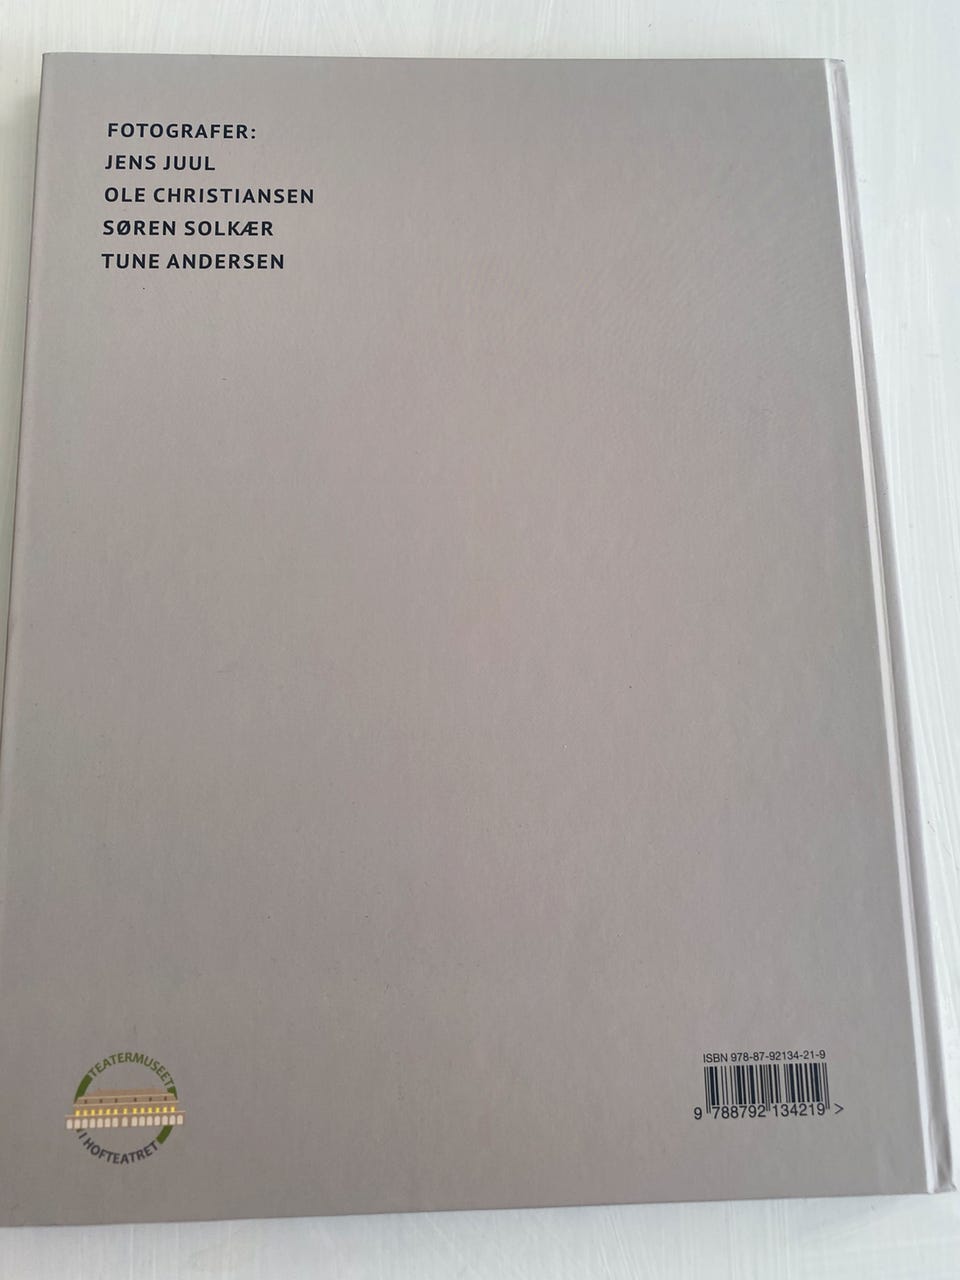 FOTOGRAFER:
JENS JUUL
OLE CHRISTIANSEN
SØREN SOLKÆR
TUNE ANDERSEN
TEATERMUSEET
I HOFTEATRET
ISBN 978-87-92134-21-9
9 788792 134219 >